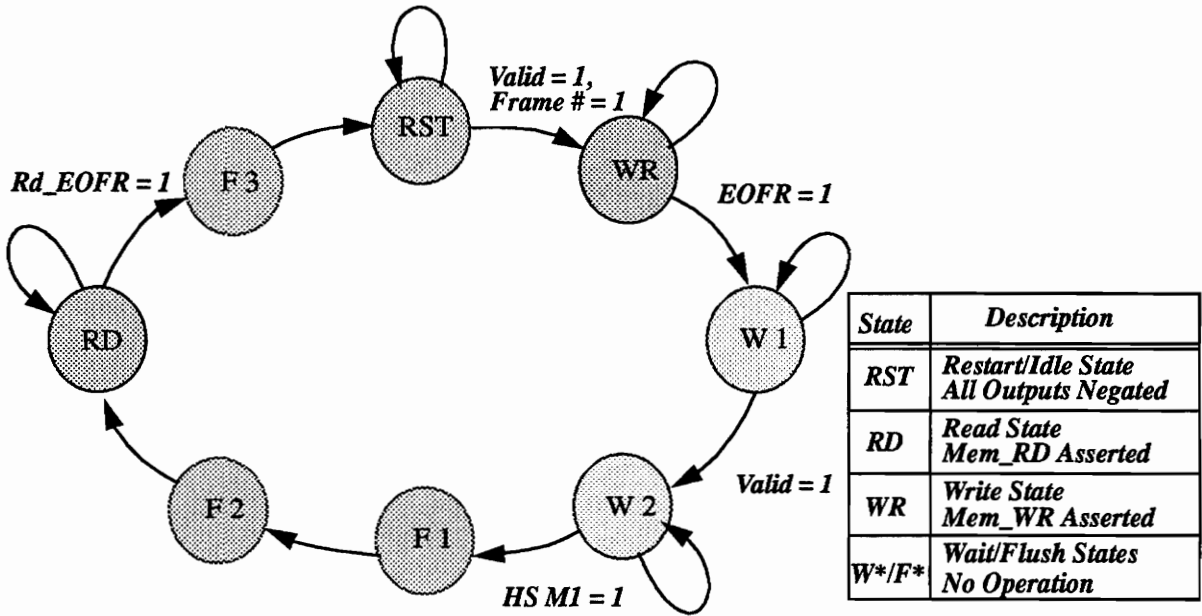 Valid = 1,
Frame # = 1
RST
WR
F 3
Rd_EOFR = 1
EOFR = 1
RD
W 1
Valid = 1
F 2
F 1
W 2
HS M1 = 1
State Description
RST Restart/Idle State
All Outputs Negated
RD Read State
Mem_RD Asserted
WR Write State
Mem_WR Asserted
W*/F* Wait/Flush States
No Operation